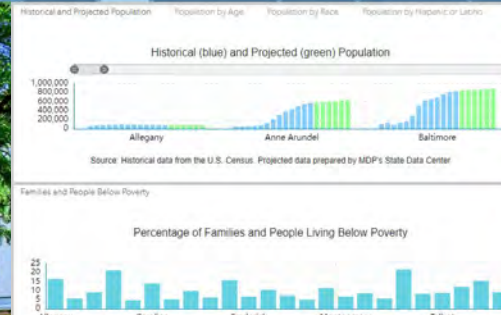 Historical and Projected Population Population by Age Population by Race Population by Hispanic or Latino
Historical (blue) and Projected (green) Population
1,000,000
800,000
600,000
400,000
200,000
0
Allegany Anne Arundel Baltimore
Source: Historical data from the U.S. Census. Projected data prepared by MDP's State Data Center
Families and People Below Poverty
Percentage of Families and People Living Below Poverty
25
20
15
10
5
0